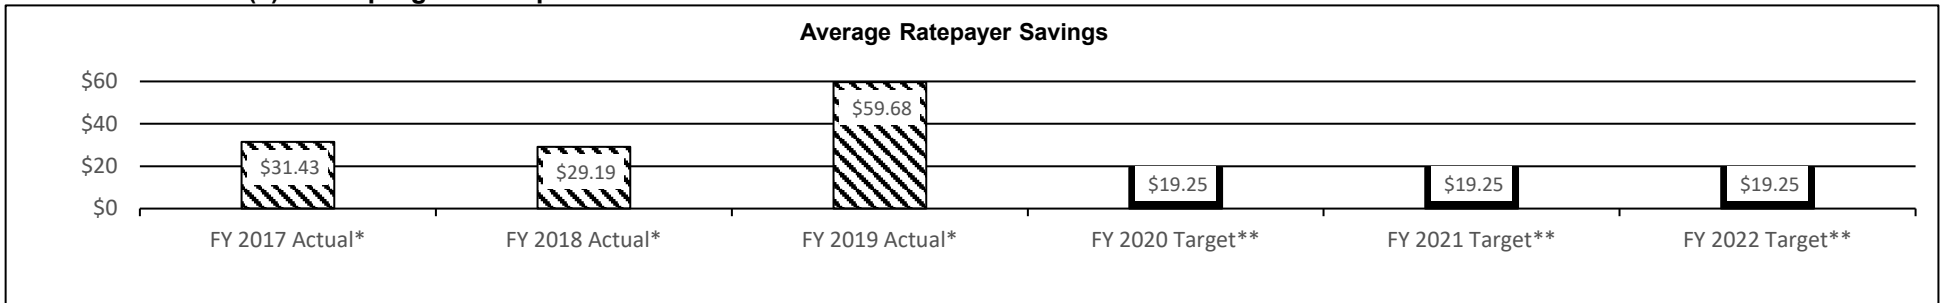 Average Ratepayer Savings
$60
$40
$20
$0
$31.43
$29.19
$59.68
$19.25
$19.25
$19.25
FY 2017 Actual*
FY 2018 Actual*
FY 2019 Actual*
FY 2020 Target**
FY 2021 Target**
FY 2022 Target**